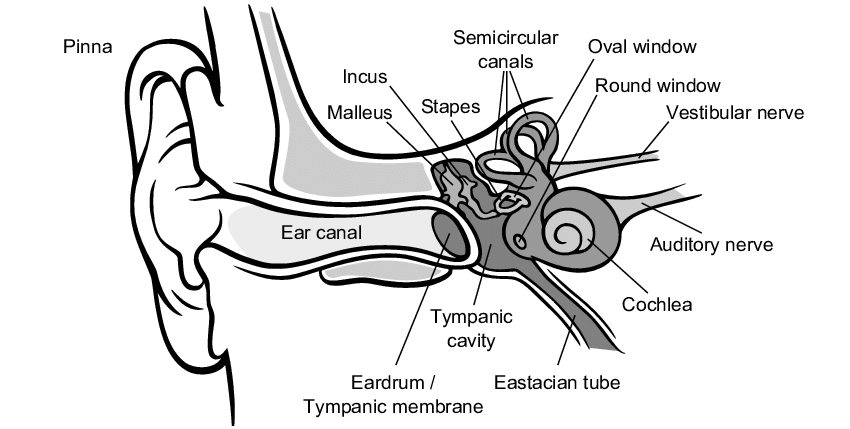 Pinna
Semicircular
canals
Oval window
Incus
Round window
Malleus
Stapes
Vestibular nerve
Ear canal
Auditory nerve
Cochlea
Tympanic
cavity
Eardrum /
Tympanic membrane
Eastacian tube